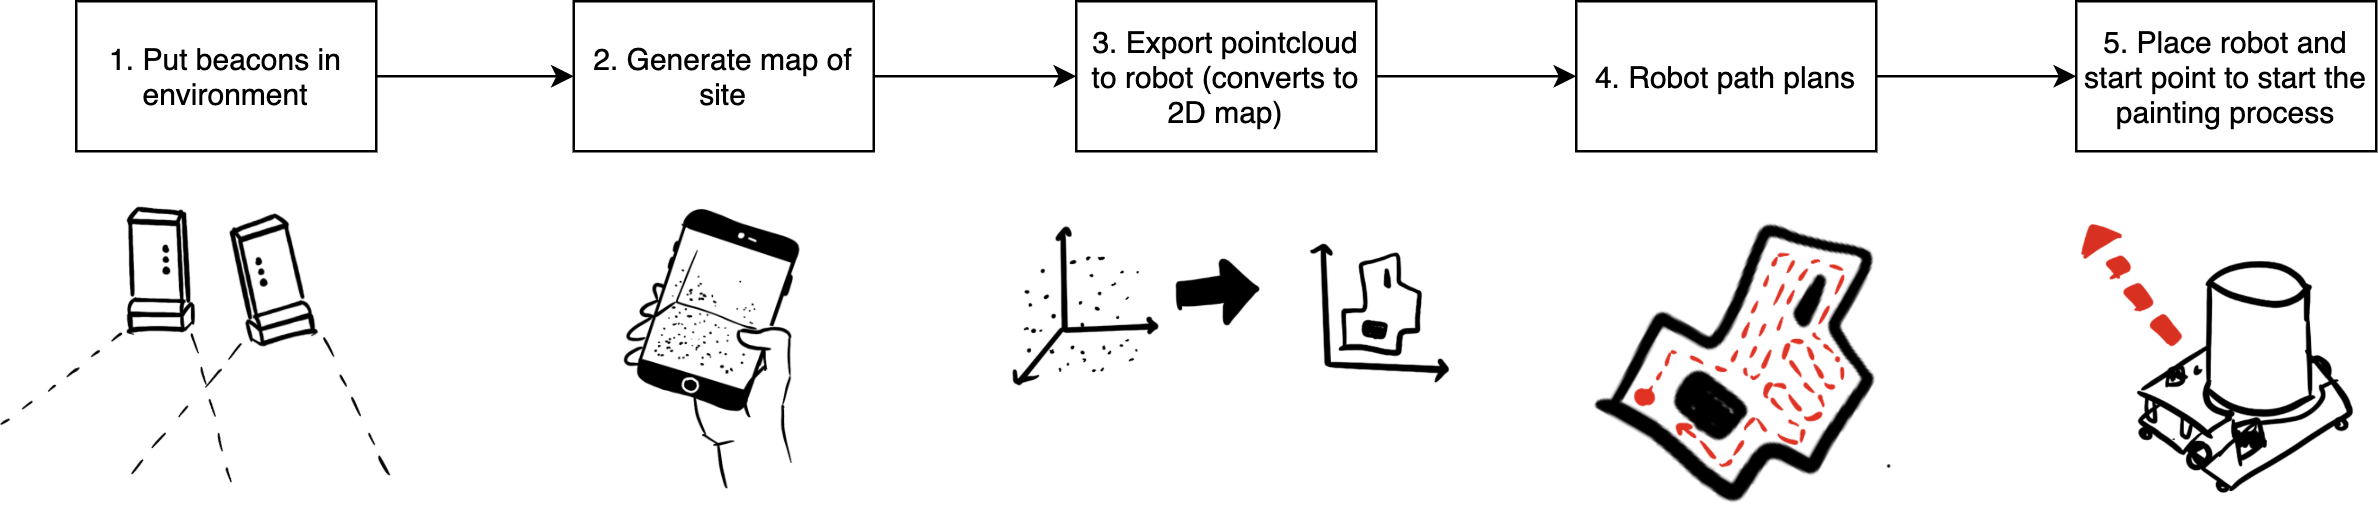 1. Put beacons in
environment
2. Generate map of
site
3. Export pointcloud
to robot (converts to
2D map)
4. Robot path plans
5. Place robot and
start point to start the
painting process